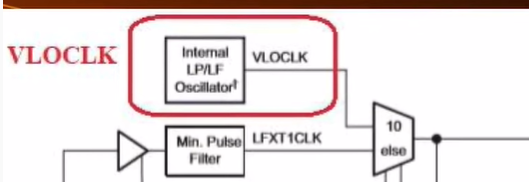 VLOCLK
Internal
LP/LF
Oscillator†
VLOCLK
Min. Pulse
Filter
LFXT1CLK
10
else